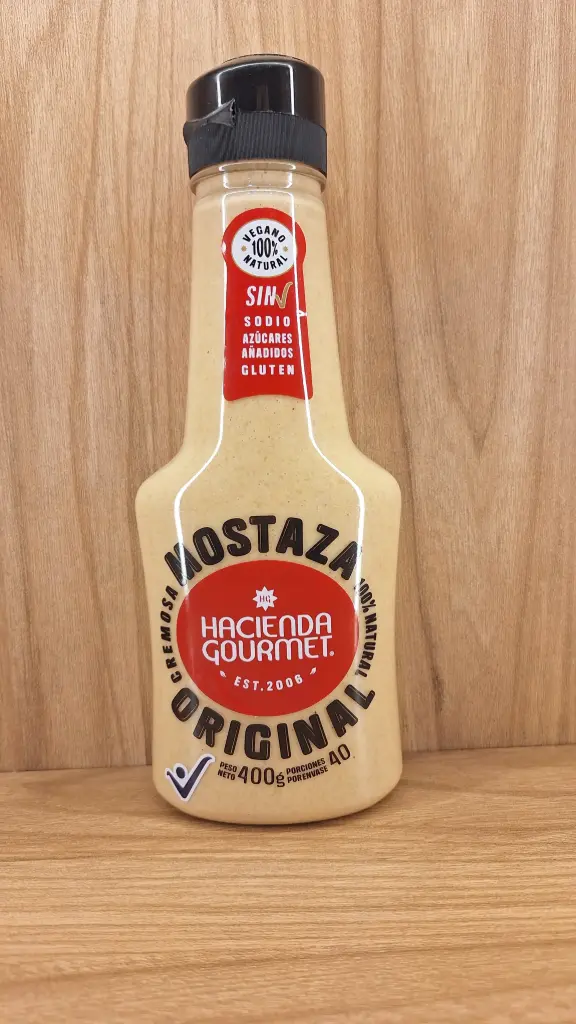 VEGANO
100%
NATURAL
SIN
SODIO
AZÚCARES
AÑADIDOS
GLUTEN
MOSTAZA
CREMOSA
100% NATURAL
HG
HACIENDA
GOURMET®
EST.2006
ORIGINAL
PESO
NETO
400g
PORCIONES
POR ENVASE
40